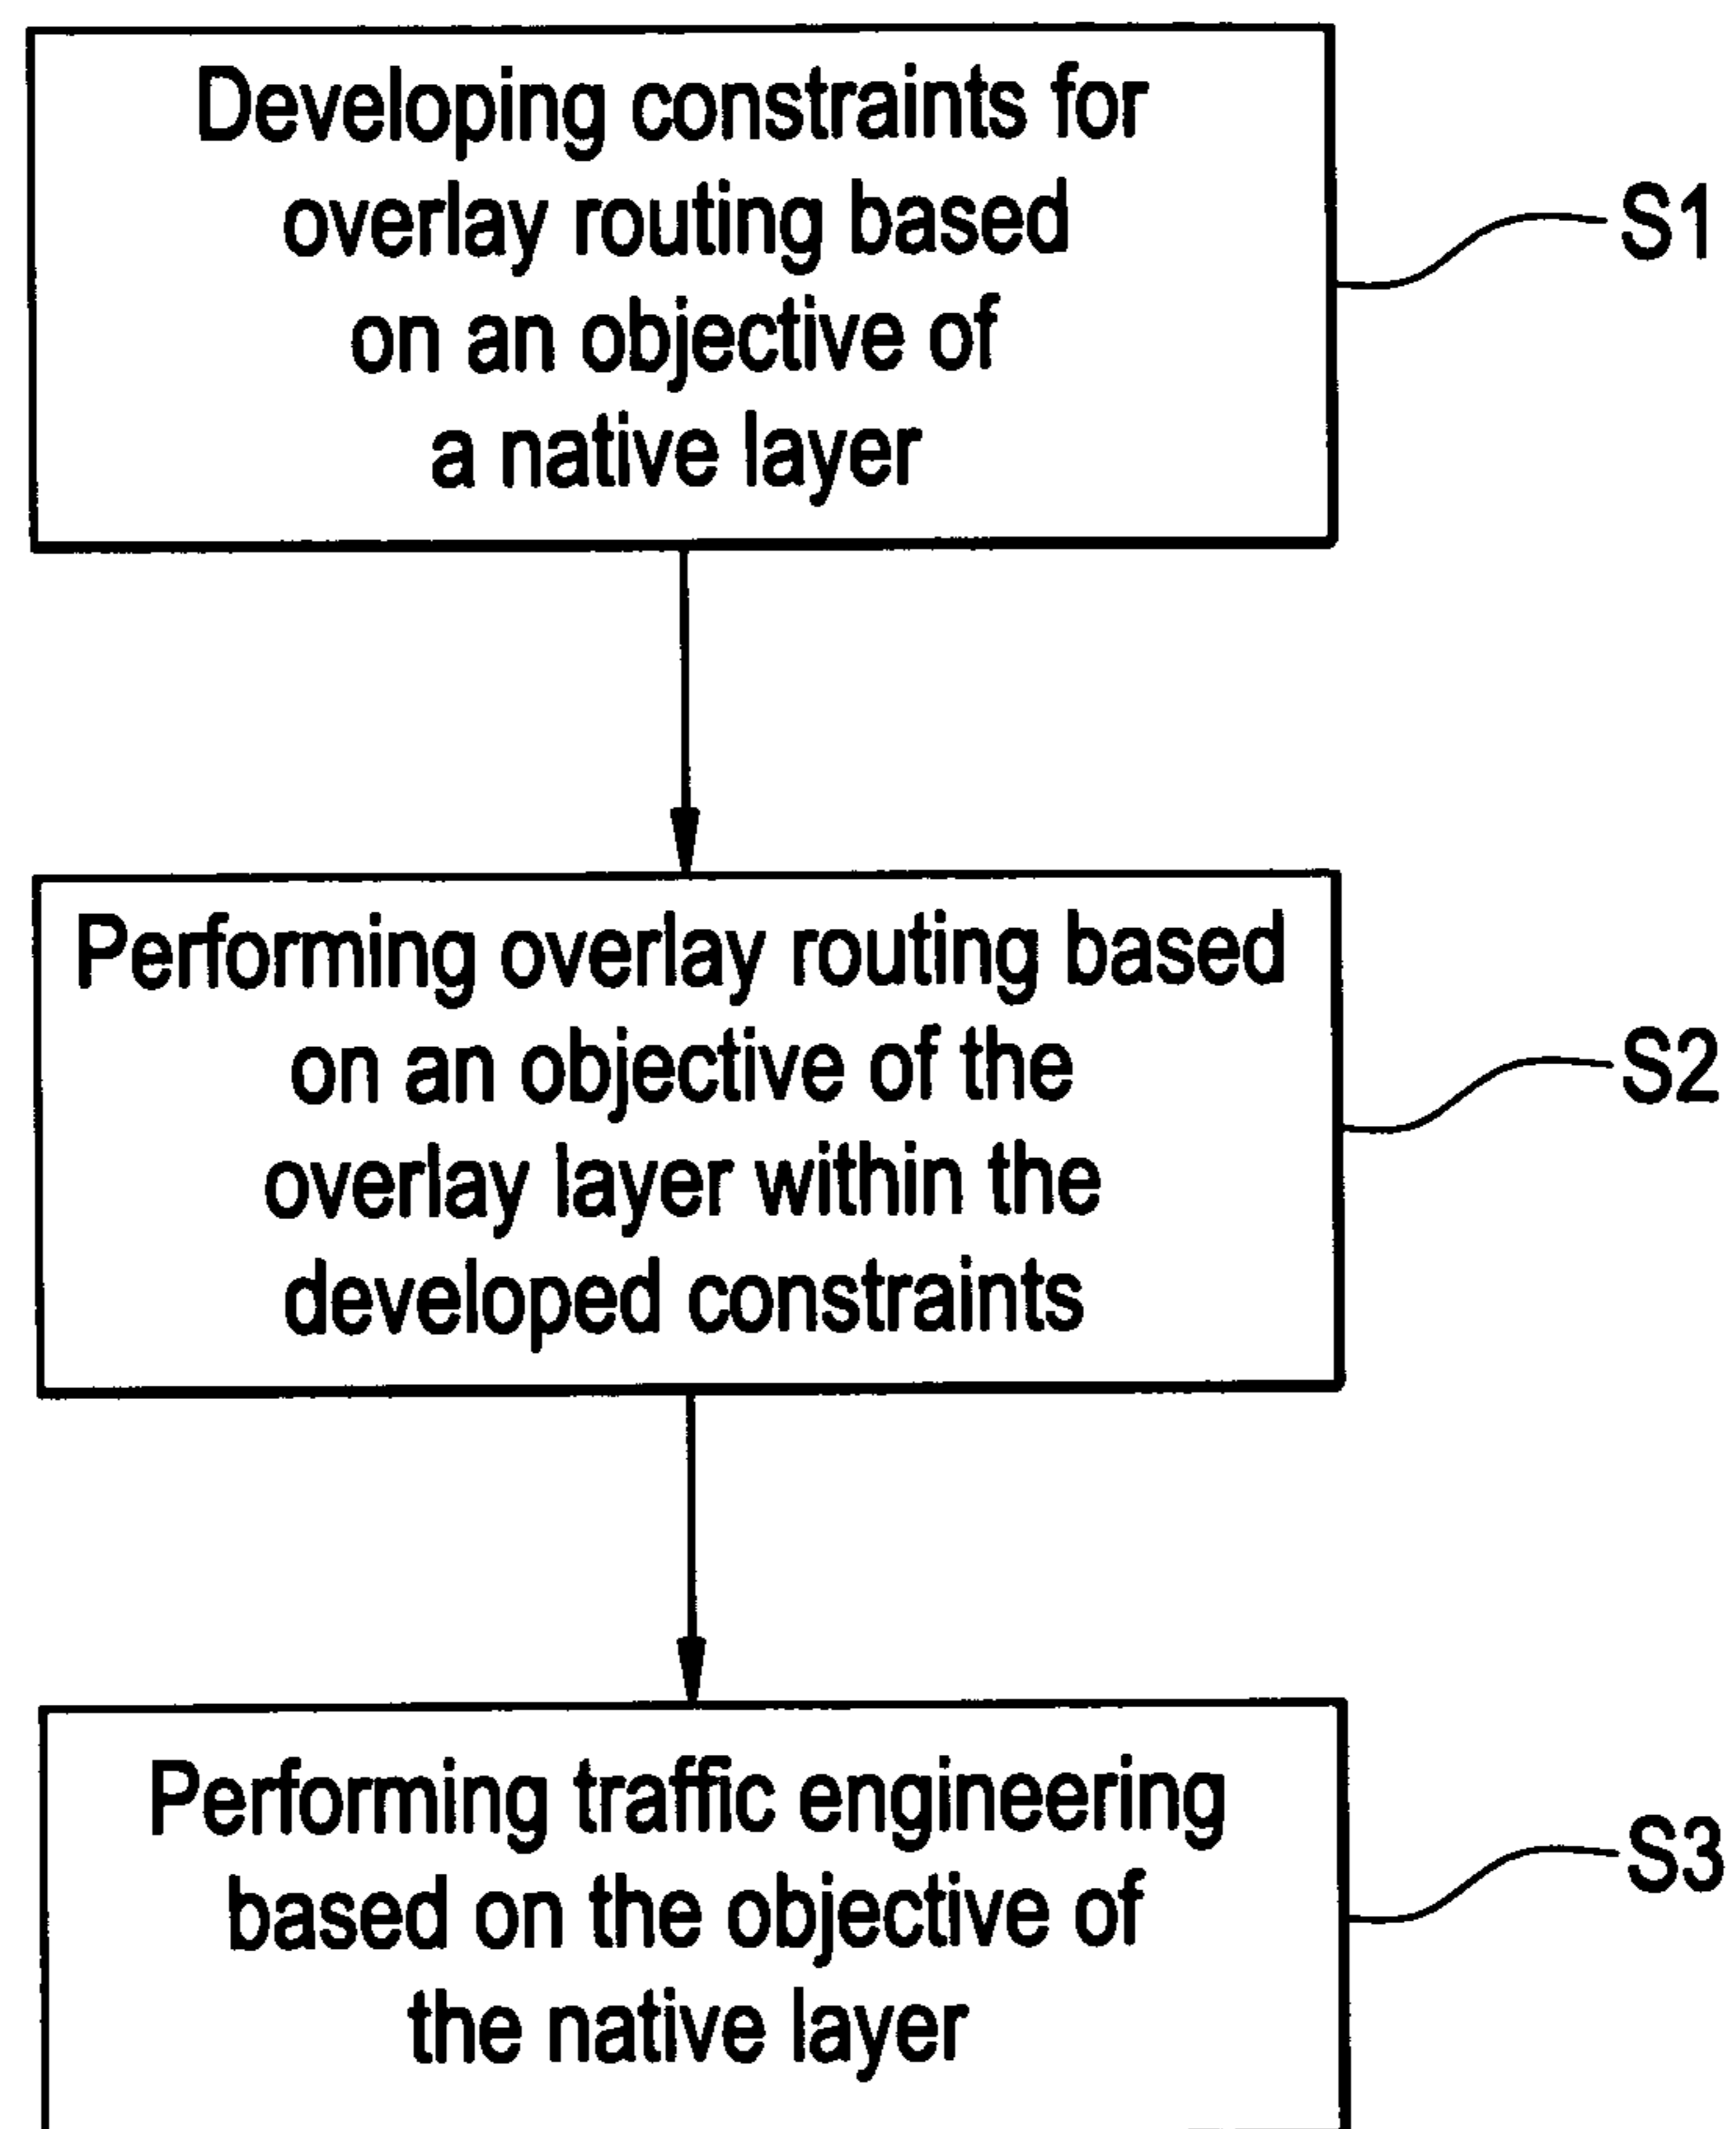 Developing constraints for
overlay routing based
on an objective of
a native layer
S1
Performing overlay routing based
on an objective of the
overlay layer within the
developed constraints
S2
Performing traffic engineering
based on the objective of
the native layer
S3